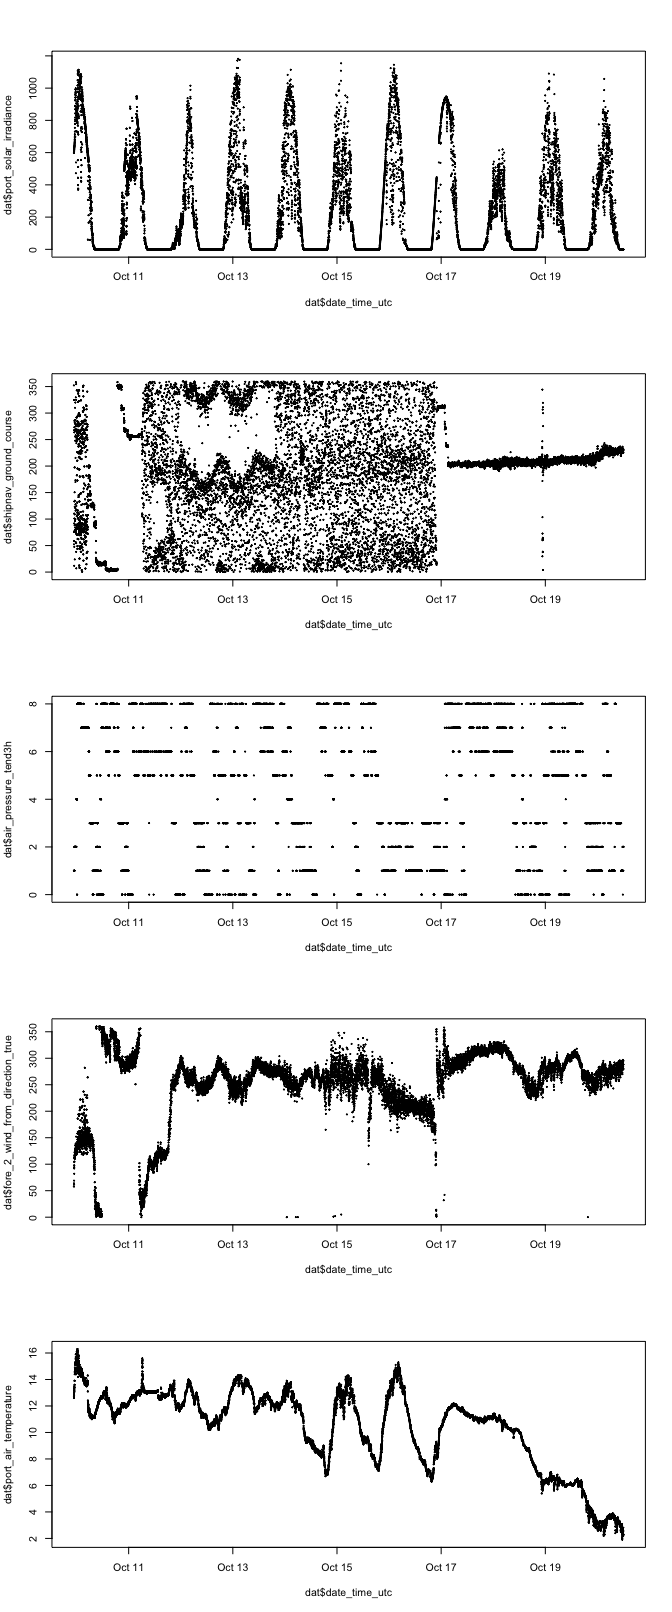 dat$port_solar_irradiance
0 200 400 600 800 1000
Oct 11 Oct 13 Oct 15 Oct 17 Oct 19
dat$date_time_utc
dat$shipnav_ground_course
0 50 100 150 200 250 300 350
Oct 11 Oct 13 Oct 15 Oct 17 Oct 19
dat$date_time_utc
dat$air_pressure_tend3h
0 2 4 6 8
Oct 11 Oct 13 Oct 15 Oct 17 Oct 19
dat$date_time_utc
dat$fore_2_wind_from_direction_true
0 50 100 150 200 250 300 350
Oct 11 Oct 13 Oct 15 Oct 17 Oct 19
dat$date_time_utc
dat$port_air_temperature
2 4 6 8 10 12 14 16
Oct 11 Oct 13 Oct 15 Oct 17 Oct 19
dat$date_time_utc